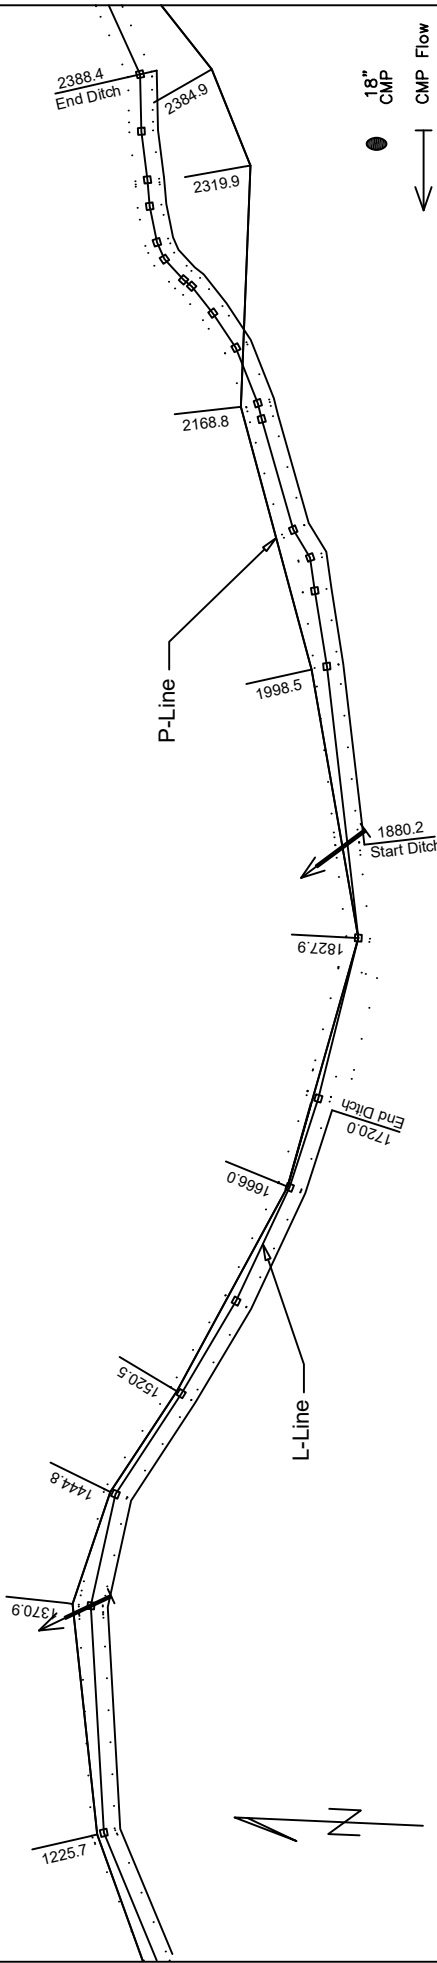 2388.4
End Ditch
2384.9
2319.9
18"
CMP
CMP Flow
2168.8
P-Line
1998.5
1880.2
Start Ditch
1827.9
End Ditch
1720.0
1666.0
1520.5
L-Line
1444.8
1370.9
1225.7
N